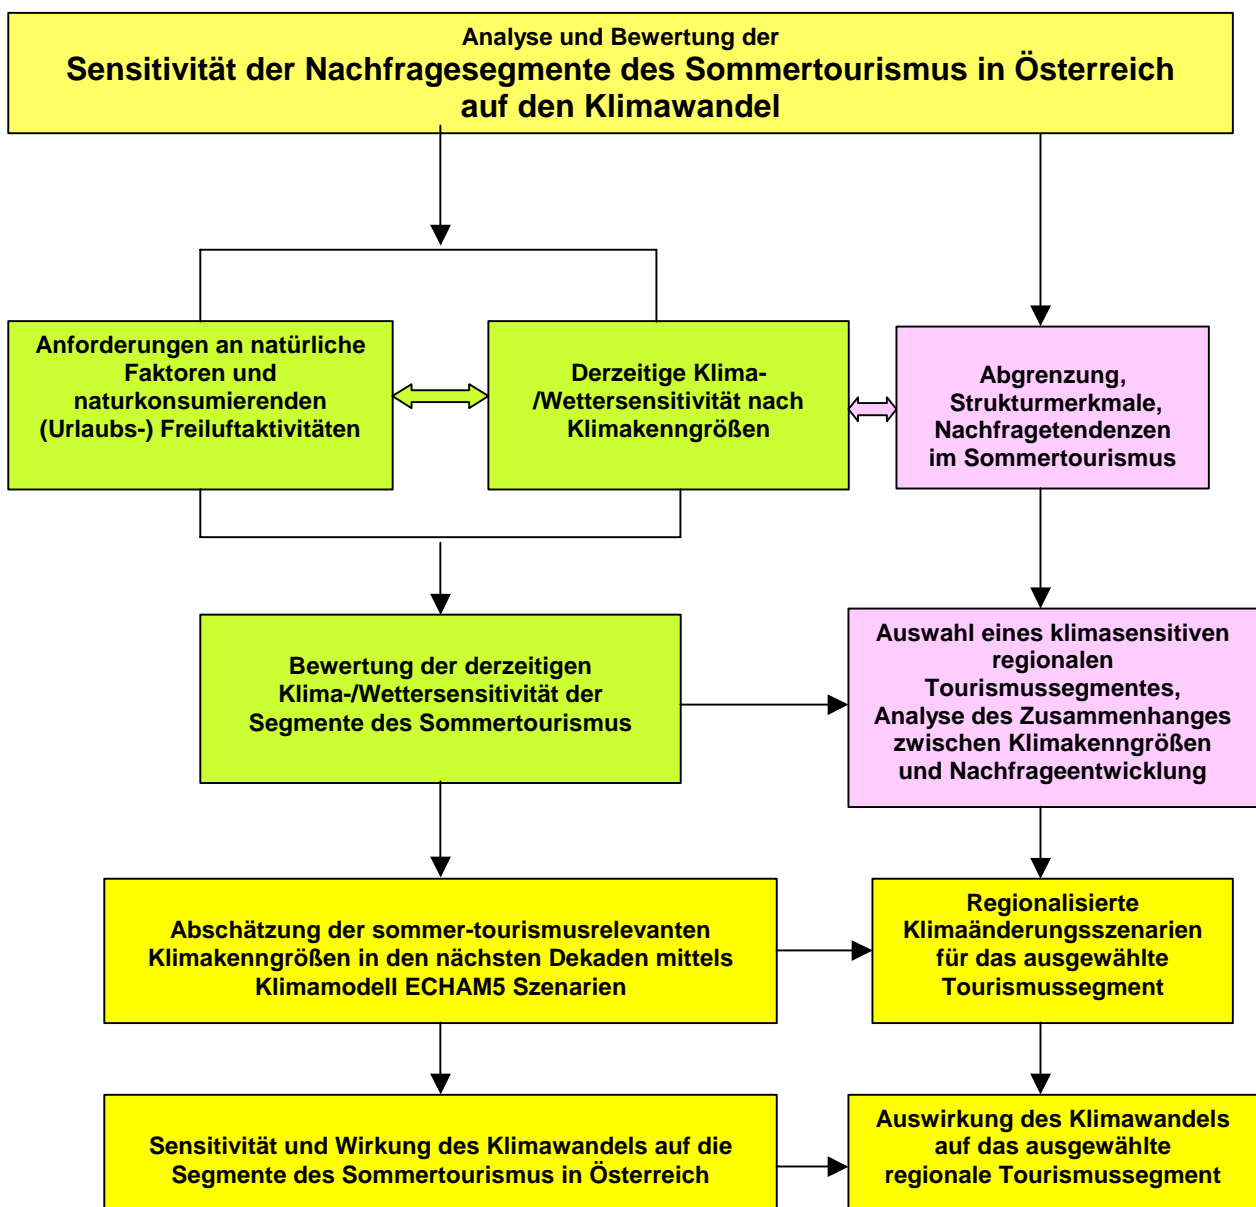 Analyse und Bewertung der
Sensitivität der Nachfragesegmente des Sommertourismus in Österreich
auf den Klimawandel
Anforderungen an natürliche
Faktoren und
naturkonsumierenden
(Urlaubs-) Freiluftaktivitäten
Derzeitige Klima-
/Wettersensitivität nach
Klimakenngrößen
Abgrenzung,
Strukturmerkmale,
Nachfragetendenzen
im Sommertourismus
Bewertung der derzeitigen
Klima-/Wettersensitivität der
Segmente des Sommertourismus
Auswahl eines klimasensitiven
regionalen
Tourismussegmentes,
Analyse des Zusammenhanges
zwischen Klimakenngrößen
und Nachfrageentwicklung
Abschätzung der sommer-tourismusrelevanten
Klimakenngrößen in den nächsten Dekaden mittels
Klimamodell ECHAM5 Szenarien
Regionalisierte
Klimaänderungsszenarien
für das ausgewählte
Tourismussegment
Sensitivität und Wirkung des Klimawandels auf die
Segmente des Sommertourismus in Österreich
Auswirkung des Klimawandels
auf das ausgewählte
regionale Tourismussegment